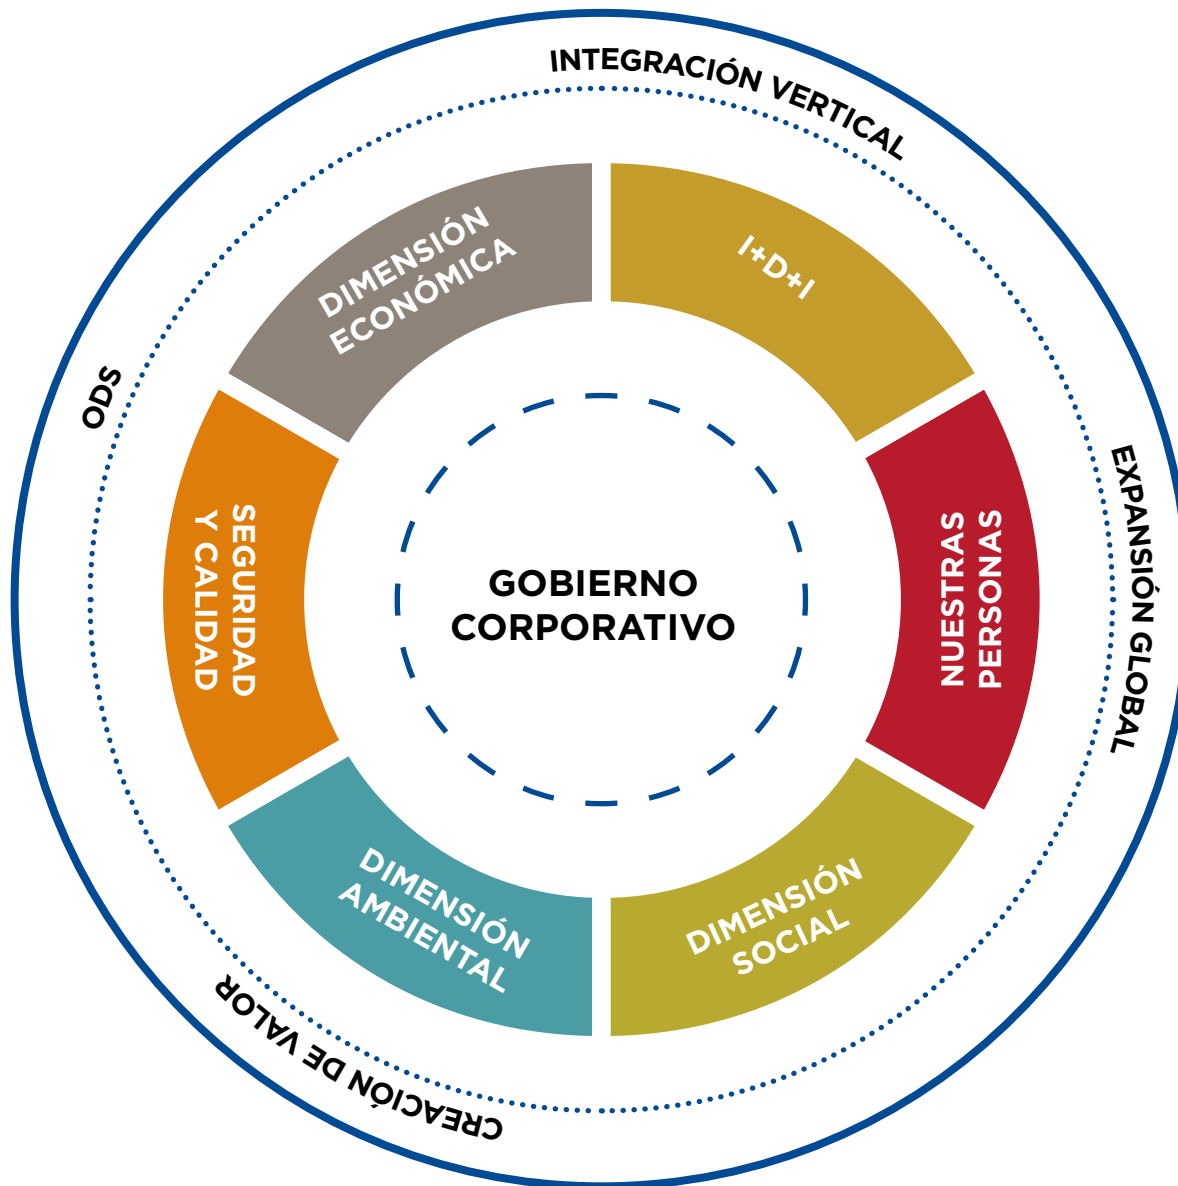 INTEGRACIÓN VERTICAL
I+D+I
DIMENSIÓN
ECONÓMICA
ODS
EXPANSIÓN GLOBAL
NUESTRAS
PERSONAS
SEGURIDAD
Y CALIDAD
GOBIERNO
CORPORATIVO
DIMENSIÓN
SOCIAL
DIMENSIÓN
AMBIENTAL
CREACIÓN DE VALOR